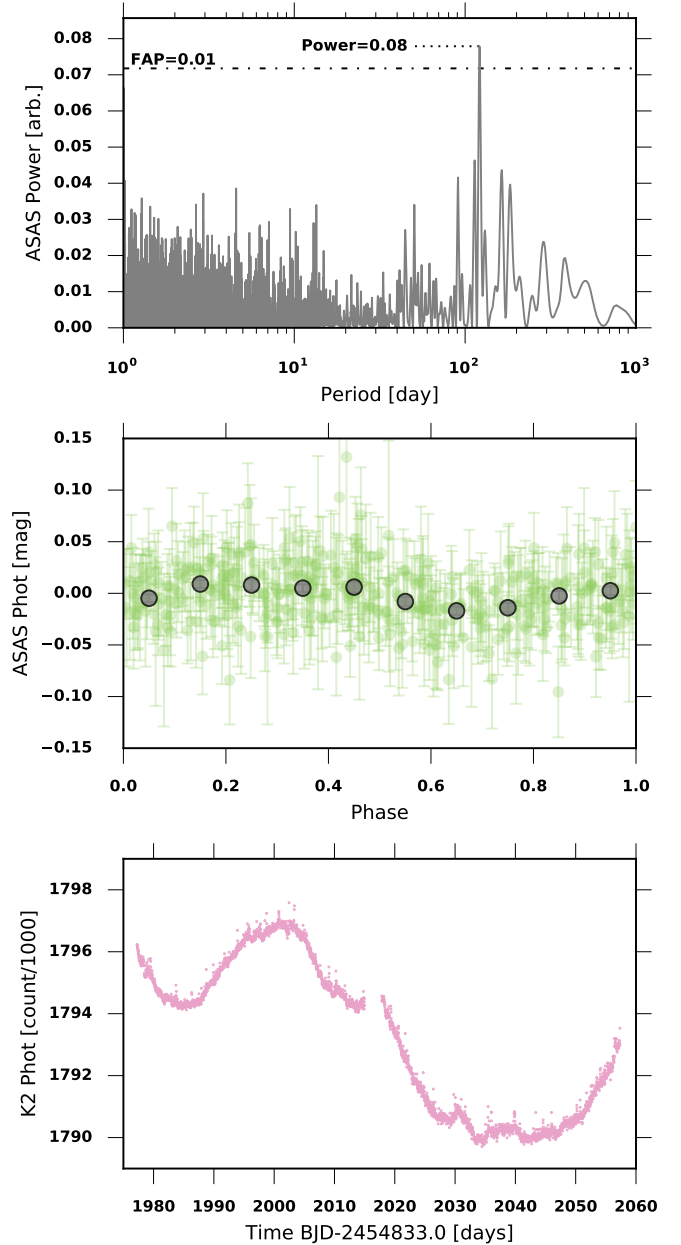 0.08
Power=0.08
FAP=0.01
0.07
0.06
0.05
0.04
0.03
0.02
0.01
0.00
ASAS Power [arb.]
10^0 10^1 10^2 10^3
Period [day]
0.15
0.10
0.05
0.00
−0.05
−0.10
−0.15
ASAS Phot [mag]
0.0 0.2 0.4 0.6 0.8 1.0
Phase
1798
1796
1794
1792
1790
K2 Phot [count/1000]
1980 1990 2000 2010 2020 2030 2040 2050 2060
Time BJD-2454833.0 [days]